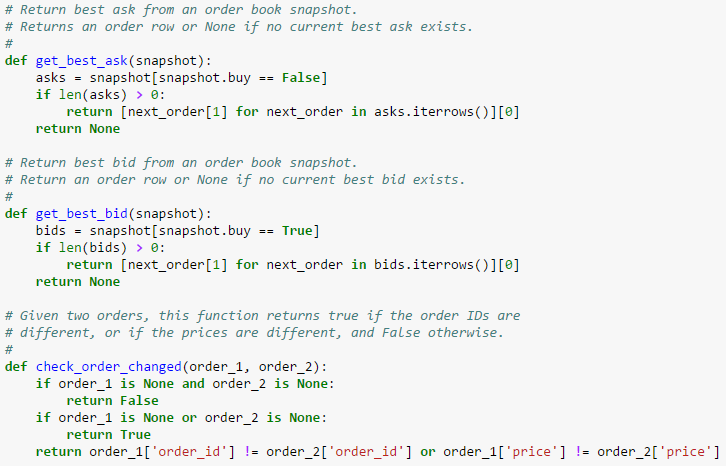 # Return best ask from an order book snapshot.
# Returns an order row or None if no current best ask exists.
#
def get_best_ask(snapshot):
    asks = snapshot[snapshot.buy == False]
    if len(asks) > 0:
        return [next_order[1] for next_order in asks.iterrows()][0]
    return None

# Return best bid from an order book snapshot.
# Return an order row or None if no current best bid exists.
#
def get_best_bid(snapshot):
    bids = snapshot[snapshot.buy == True]
    if len(bids) > 0:
        return [next_order[1] for next_order in bids.iterrows()][0]
    return None

# Given two orders, this function returns true if the order IDs are
# different, or if the prices are different, and False otherwise.
#
def check_order_changed(order_1, order_2):
    if order_1 is None and order_2 is None:
        return False
    if order_1 is None or order_2 is None:
        return True
    return order_1['order_id'] != order_2['order_id'] or order_1['price'] != order_2['price']